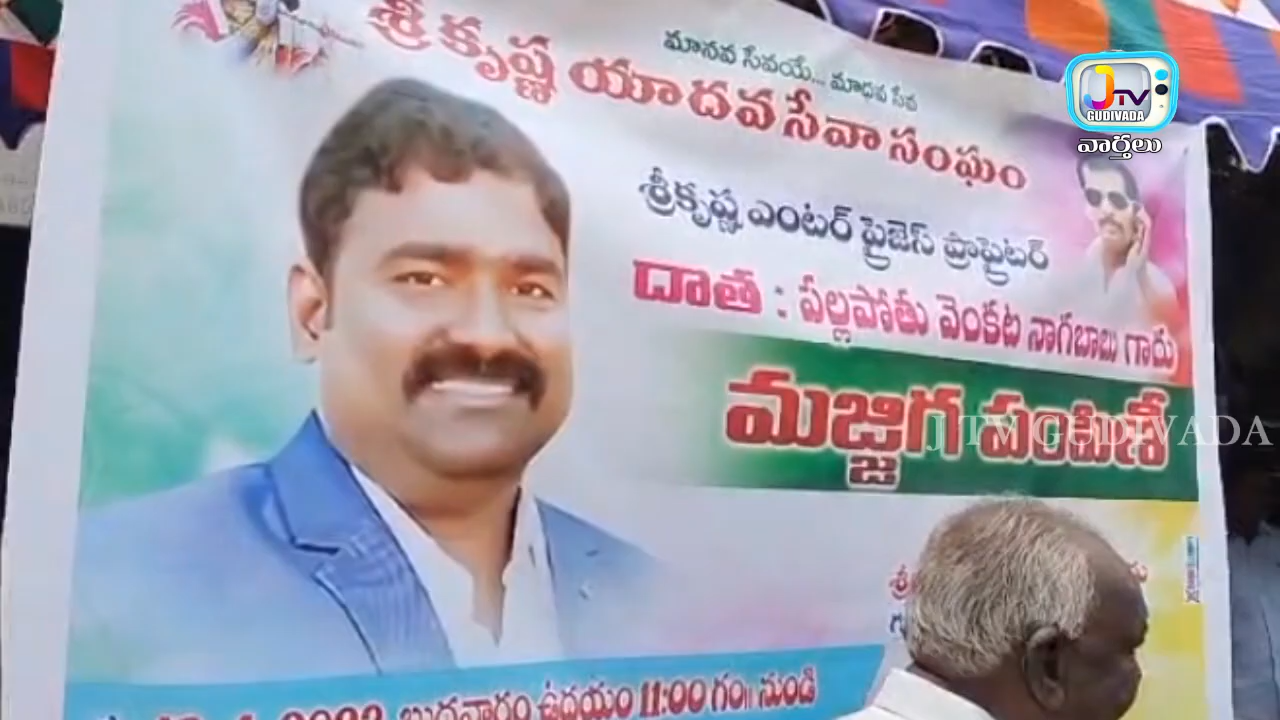 మానవ సేవయే... మాధవ సేవ
శ్రీ కృష్ణ యాదవ సేవా సంఘం
శ్రీకృష్ణ ఎంటర్ ప్రైజెస్ ప్రొప్రైటర్
దాత : పల్లపోతు వెంకట నాగబాబు గారు
మజ్జిగ పంపిణీ
బుధవారం ఉదయం 11:00 గం॥ నుండి
JTV
GUDIVADA
వార్తలు
JTV GUDIVADA